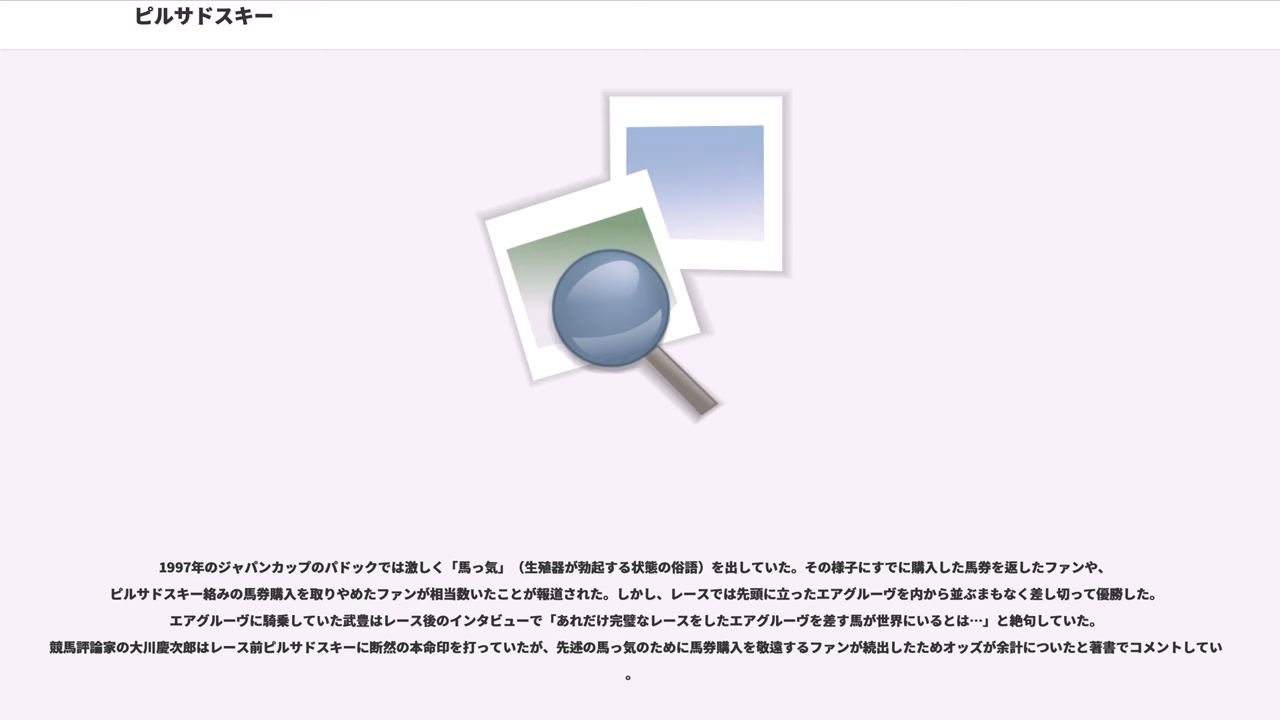 ピルサドスキー
1997年のジャパンカップのパドックでは激しく「馬っ気」（生殖器が勃起する状態の俗語）を出していた。その様子にすでに購入した馬券を返したファンや、
ピルサドスキー絡みの馬券購入を取りやめたファンが相当数いたことが報道された。しかし、レースでは先頭に立ったエアグルーヴを内から並ぶまもなく差し切って優勝した。
エアグルーヴに騎乗していた武豊はレース後のインタビューで「あれだけ完璧なレースをしたエアグルーヴを差す馬が世界にいるとは…」と絶句していた。
競馬評論家の大川慶次郎はレース前ピルサドスキーに断然の本命印を打っていたが、先述の馬っ気のために馬券購入を敬遠するファンが続出したためオッズが余計についたと著書でコメントしてい
。